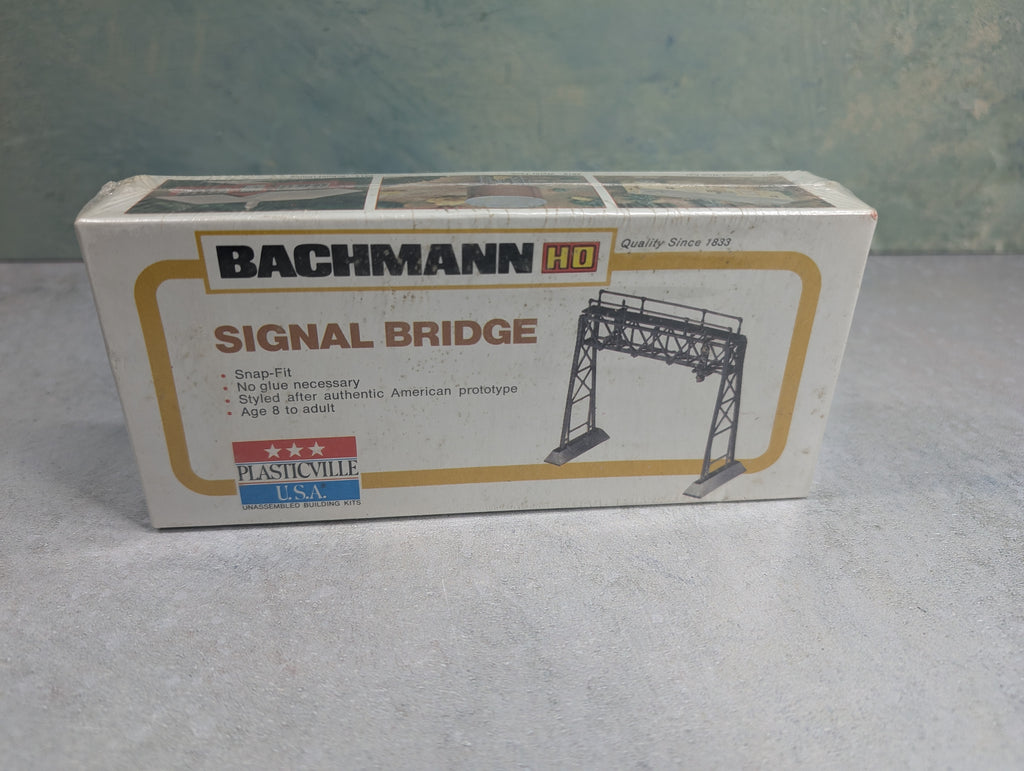 BACHMANN HO
Quality Since 1833
SIGNAL BRIDGE
• Snap-Fit
• No glue necessary
• Styled after authentic American prototype
• Age 8 to adult
PLASTICVILLE
U.S.A.
UNASSEMBLED BUILDING KITS